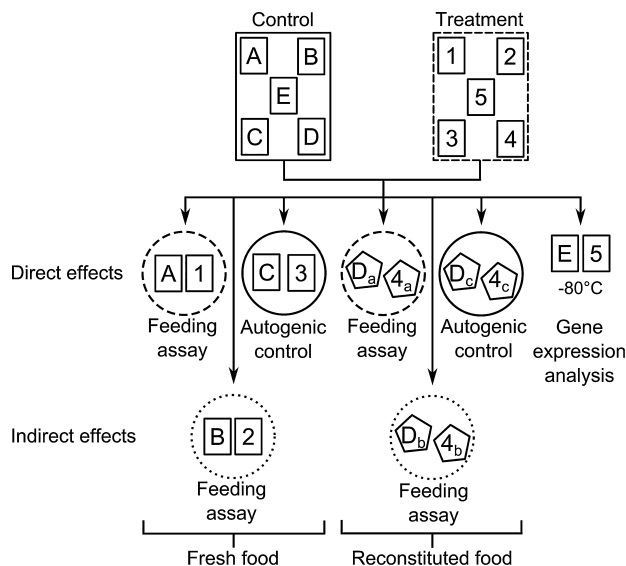 Control
Treatment
A B
E
C D
1 2
5
3 4
Direct effects
A 1
C 3
Da 4a
Dc 4c
E 5
-80°C
Feeding
assay
Autogenic
control
Feeding
assay
Autogenic
control
Gene
expression
analysis
Indirect effects
B 2
Db 4b
Feeding
assay
Feeding
assay
Fresh food
Reconstituted food